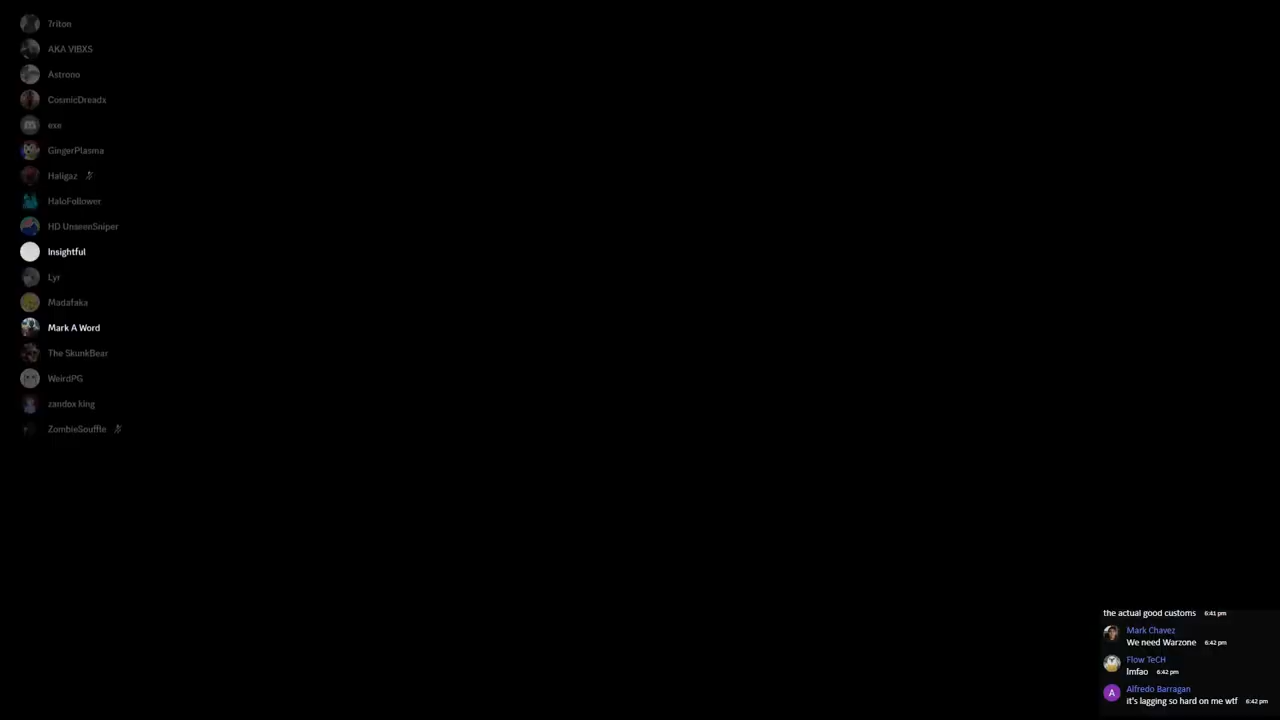 7riton
AKA VIBXS
Astrono
CosmicDreadx
exe
GingerPlasma
Haligaz
HaloFollower
HD UnseenSniper
Insightful
Lyr
Madafaka
Mark A Word
The SkunkBear
WeirdPG
zandox king
ZombieSouffle
the actual good customs 6:41 pm
Mark Chavez
We need Warzone 6:42 pm
Flow TeCH
lmfao 6:42 pm
A
Alfredo Barragan
it's lagging so hard on me wtf 6:42 pm